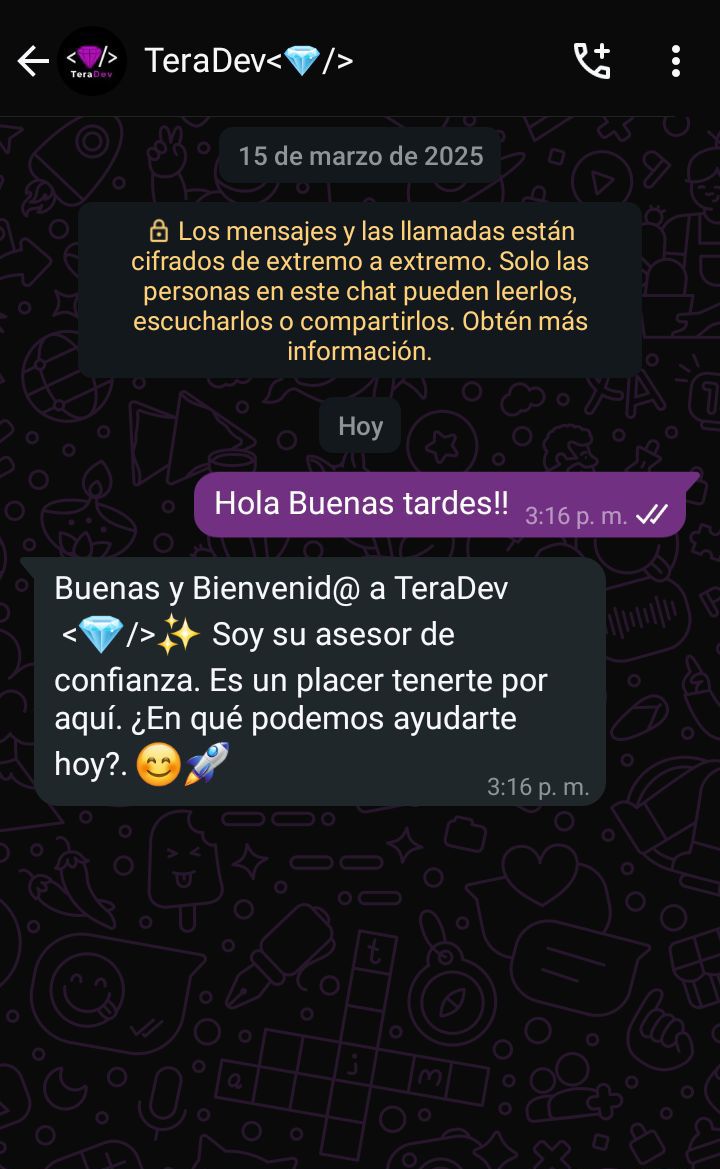 TeraDev<💎/>
</>
TeraDev
15 de marzo de 2025
🔒 Los mensajes y las llamadas están
cifrados de extremo a extremo. Solo las
personas en este chat pueden leerlos,
escucharlos o compartirlos. Obtén más
información.
Hoy
Hola Buenas tardes!! 3:16 p. m.
Buenas y Bienvenid@ a TeraDev
<💎/>✨ Soy su asesor de
confianza. Es un placer tenerte por
aquí. ¿En qué podemos ayudarte
hoy?. 😊🚀
3:16 p. m.
t
j
a m